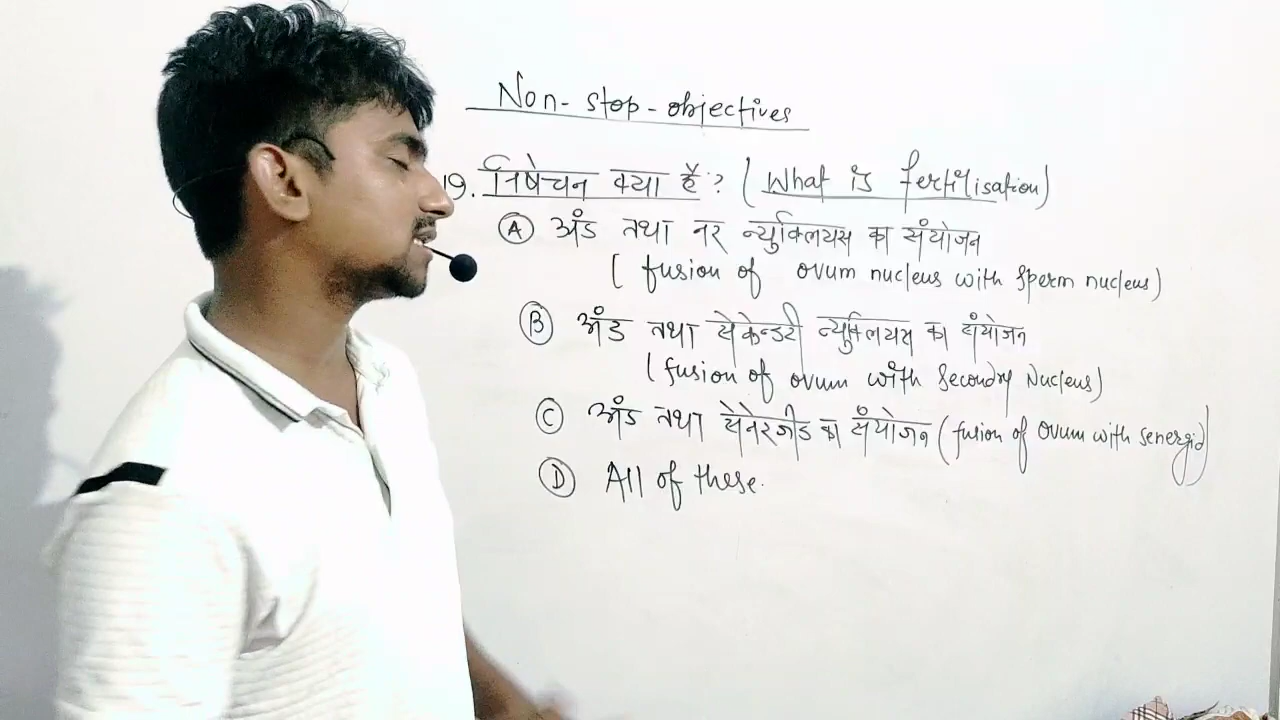 Non-stop-objectives
19. निषेचन क्या है? (What is fertilisation)
(A) अंड तथा नर न्युक्लियस का संयोजन
( fusion of ovum nucleus with sperm nucleus)
(B) अंड तथा सेकेन्डरी न्युक्लियस का संयोजन
(fusion of ovum with Secondry Nucleus)
(C) अंड तथा सेनेरजीड का संयोजन (fusion of ovum with senergid)
(D) All of these.